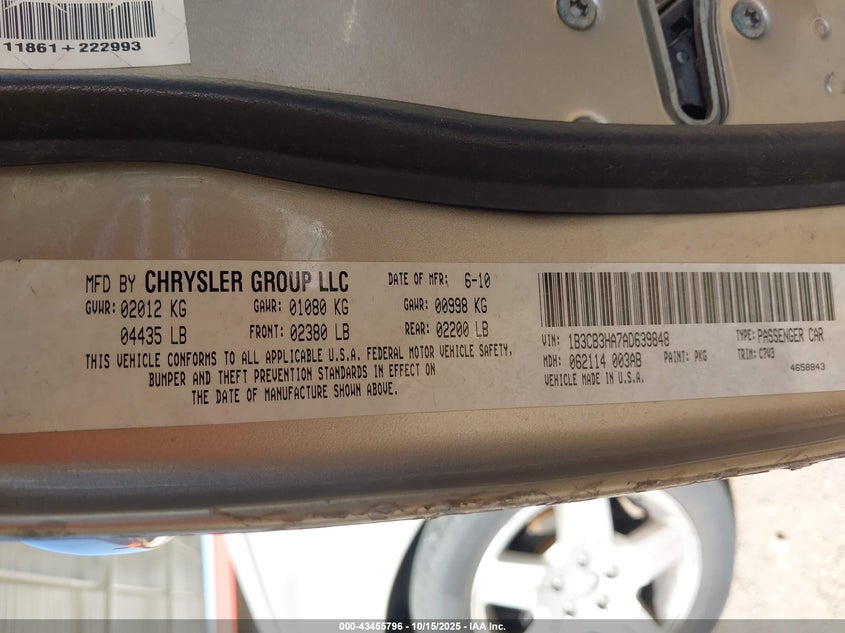 11861+222993
MFD BY CHRYSLER GROUP LLC DATE OF MFR: 6-10
GVWR: 02012 KG GAWR: 01080 KG GAWR: 00998 KG
04435 LB FRONT: 02380 LB REAR: 02200 LB
THIS VEHICLE CONFORMS TO ALL APPLICABLE U.S.A. FEDERAL MOTOR VEHICLE SAFETY,
BUMPER AND THEFT PREVENTION STANDARDS IN EFFECT ON
THE DATE OF MANUFACTURE SHOWN ABOVE.
VIN: 1B3CB3HA7AD639848 TYPE: PASSENGER CAR
MDH: 062114 003AB PAINT: PKG TRIM: C7V3
VEHICLE MADE IN U.S.A. 4658843
000-43455796 - 10/15/2025 - IAA Inc.